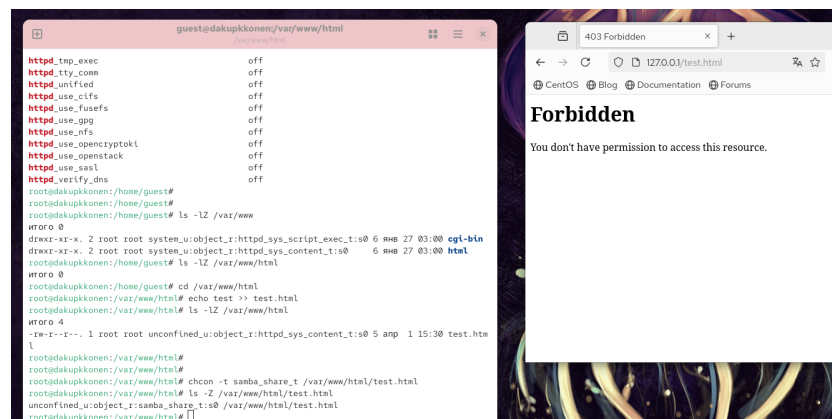 guest@dakupkkonen:/var/www/html
/var/www/html
httpd_tmp_exec off
httpd_tty_comm off
httpd_unified off
httpd_use_cifs off
httpd_use_fusefs off
httpd_use_gpg off
httpd_use_nfs off
httpd_use_opencryptoki off
httpd_use_openstack off
httpd_use_sasl off
httpd_verify_dns off
root@dakupkkonen:/home/guest#
root@dakupkkonen:/home/guest#
root@dakupkkonen:/home/guest# ls -lZ /var/www
итого 0
drwxr-xr-x. 2 root root system_u:object_r:httpd_sys_script_exec_t:s0 6 янв 27 03:00 cgi-bin
drwxr-xr-x. 2 root root system_u:object_r:httpd_sys_content_t:s0 6 янв 27 03:00 html
root@dakupkkonen:/home/guest# ls -lZ /var/www/html
итого 0
root@dakupkkonen:/home/guest# cd /var/www/html
root@dakupkkonen:/var/www/html# echo test >> test.html
root@dakupkkonen:/var/www/html# ls -lZ /var/www/html
итого 4
-rw-r--r--. 1 root root unconfined_u:object_r:httpd_sys_content_t:s0 5 апр 1 15:30 test.htm
l
root@dakupkkonen:/var/www/html#
root@dakupkkonen:/var/www/html#
root@dakupkkonen:/var/www/html# chcon -t samba_share_t /var/www/html/test.html
root@dakupkkonen:/var/www/html# ls -Z /var/www/html/test.html
unconfined_u:object_r:samba_share_t:s0 /var/www/html/test.html
root@dakupkkonen:/var/www/html#
403 Forbidden
127.0.0.1/test.html
CentOS Blog Documentation Forums
Forbidden
You don't have permission to access this resource.